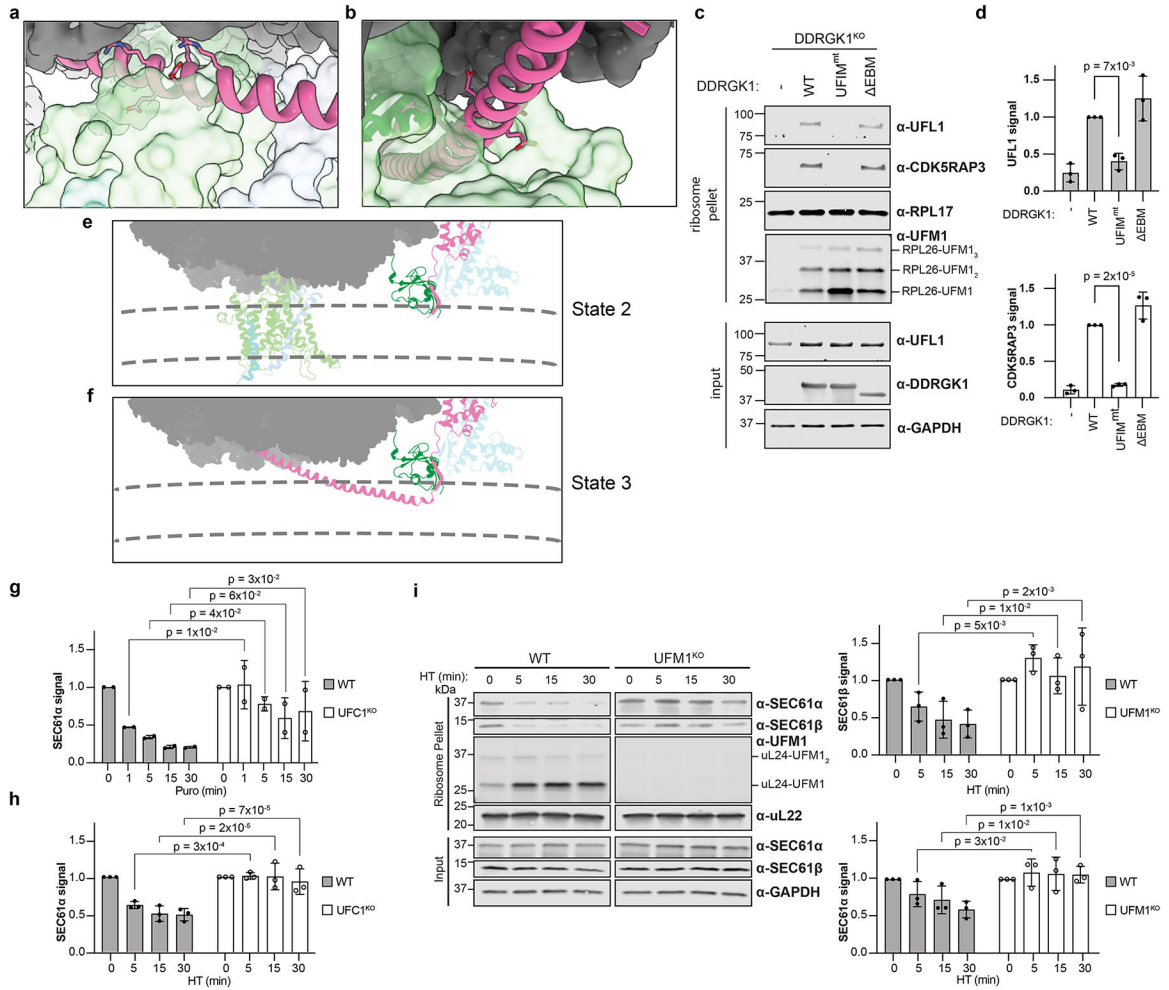 a
b
c
DDRGK1KO
DDRGK1: - WT UFIMmt ΔEBM
ribosome pellet
100
75
α-UFL1
75
50
α-CDK5RAP3
25
α-RPL17
α-UFM1
RPL26-UFM13
37
RPL26-UFM12
RPL26-UFM1
25
input
100
75
α-UFL1
50
37
α-DDRGK1
37
α-GAPDH
d
p = 7x10-3
UFL1 signal
2.0
1.5
1.0
0.5
0.0
DDRGK1: - WT UFIMmt ΔEBM
p = 2x10-5
CDK5RAP3 signal
1.5
1.0
0.5
0.0
DDRGK1: - WT UFIMmt ΔEBM
e
State 2
f
State 3
g
p = 3x10-2
p = 6x10-2
p = 4x10-2
p = 1x10-2
SEC61α signal
1.5
1.0
0.5
0.0
0 1 5 15 30 0 1 5 15 30
Puro (min)
WT
UFC1KO
h
p = 7x10-5
p = 2x10-5
p = 3x10-4
SEC61α signal
1.5
1.0
0.5
0.0
0 5 15 30 0 5 15 30
HT (min)
WT
UFC1KO
i
WT UFM1KO
HT (min): 0 5 15 30 0 5 15 30
kDa
Ribosome Pellet
37
α-SEC61α
15
α-SEC61β
α-UFM1
37
uL24-UFM12
uL24-UFM1
25
25
20
α-uL22
Input
37
α-SEC61α
15
α-SEC61β
37
α-GAPDH
p = 2x10-3
p = 1x10-2
p = 5x10-3
SEC61β signal
1.5
1.0
0.5
0.0
0 5 15 30 0 5 15 30
HT (min)
WT
UFM1KO
p = 1x10-3
p = 1x10-2
p = 3x10-2
SEC61α signal
1.5
1.0
0.5
0.0
0 5 15 30 0 5 15 30
HT (min)
WT
UFM1KO